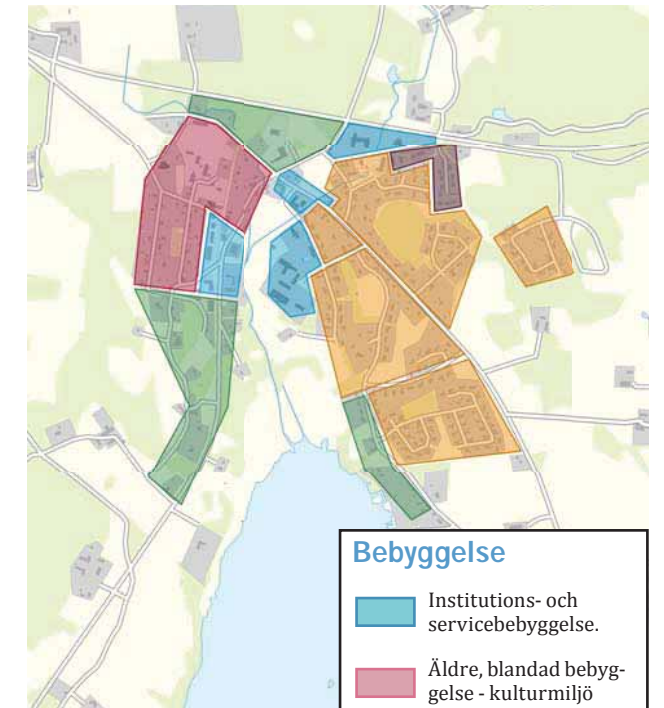 Bebyggelse
Institutions- och
servicebebyggelse.
Äldre, blandad bebyg-
gelse - kulturmiljö